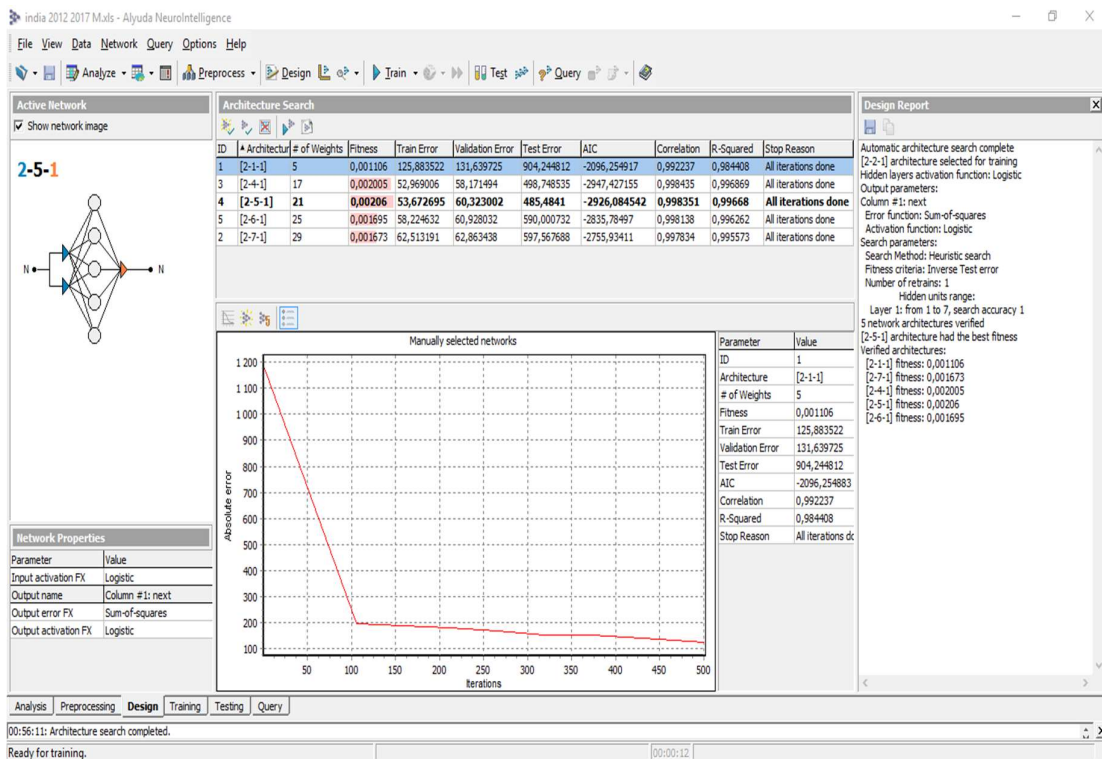 india 2012 2017 M.xls - Alyuda NeuroIntelligence
File View Data Network Query Options Help
Analyze Preprocess Design Train Test Query
Active Network
Show network image
2-5-1
N N
Network Properties
Parameter Value
Input activation FX Logistic
Output name Column #1: next
Output error FX Sum-of-squares
Output activation FX Logistic
Architecture Search
ID Architectur # of Weights Fitness Train Error Validation Error Test Error AIC Correlation R-Squared Stop Reason
1 [2-1-1] 5 0,001106 125,883522 131,639725 904,244812 -2096,254917 0,992237 0,984408 All iterations done
3 [2-4-1] 17 0,002005 52,969006 58,171494 498,748535 -2947,427155 0,998435 0,996869 All iterations done
4 [2-5-1] 21 0,00206 53,672695 60,323002 485,4841 -2926,084542 0,998351 0,99668 All iterations done
5 [2-6-1] 25 0,001695 58,224632 60,928032 590,000732 -2835,78497 0,998138 0,996262 All iterations done
2 [2-7-1] 29 0,001673 62,513191 62,863438 597,567688 -2755,93411 0,997834 0,995573 All iterations done
Manually selected networks
Absolute error
1 200
1 100
1 000
900
800
700
600
500
400
300
200
100
50 100 150 200 250 300 350 400 450 500
Iterations
Parameter Value
ID 1
Architecture [2-1-1]
# of Weights 5
Fitness 0,001106
Train Error 125,883522
Validation Error 131,639725
Test Error 904,244812
AIC -2096,254883
Correlation 0,992237
R-Squared 0,984408
Stop Reason All iterations dc
Design Report
Automatic architecture search complete
[2-2-1] architecture selected for training
Hidden layers activation function: Logistic
Output parameters:
Column #1: next
Error function: Sum-of-squares
Activation function: Logistic
Search parameters:
Search Method: Heuristic search
Fitness criteria: Inverse Test error
Number of retrains: 1
Hidden units range:
Layer 1: from 1 to 7, search accuracy 1
5 network architectures verified
[2-5-1] architecture had the best fitness
Verified architectures:
[2-1-1] fitness: 0,001106
[2-7-1] fitness: 0,001673
[2-4-1] fitness: 0,002005
[2-5-1] fitness: 0,00206
[2-6-1] fitness: 0,001695
Analysis Preprocessing Design Training Testing Query
00:56:11: Architecture search completed.
Ready for training. 00:00:12